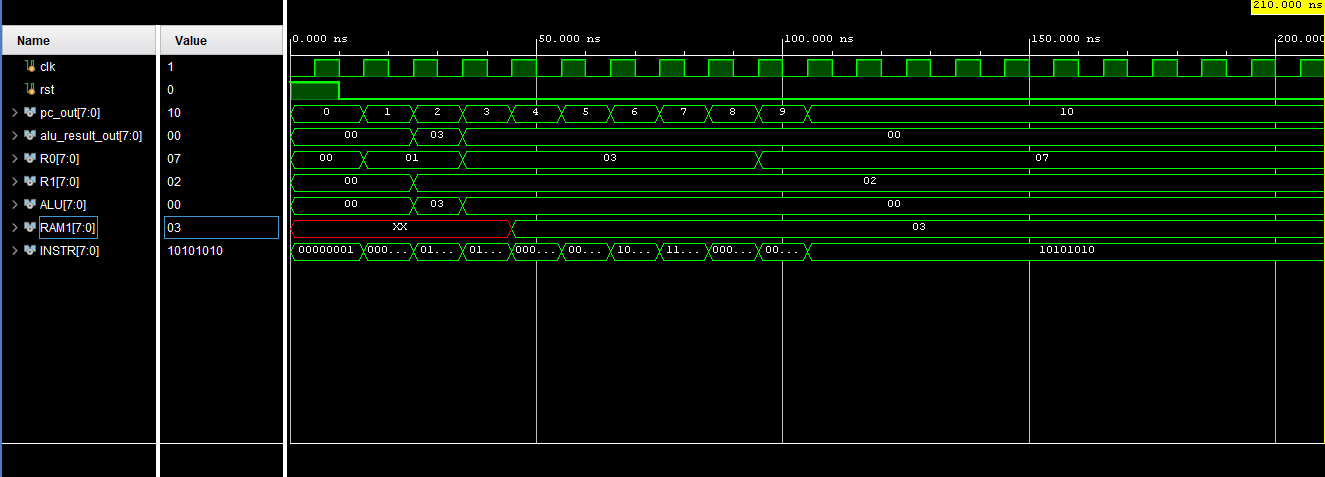 210.000 ns
Name Value
0.000 ns 50.000 ns 100.000 ns 150.000 ns 200.000
clk 1
rst 0
pc_out[7:0] 10 0 1 2 3 4 5 6 7 8 9 10
alu_result_out[7:0] 00 00 03 00
R0[7:0] 07 00 01 03 07
R1[7:0] 02 00 02
ALU[7:0] 00 00 03 00
RAM1[7:0] 03 XX 03
INSTR[7:0] 10101010 00000001 000... 01... 01... 000... 00... 10... 11... 000... 00... 10101010